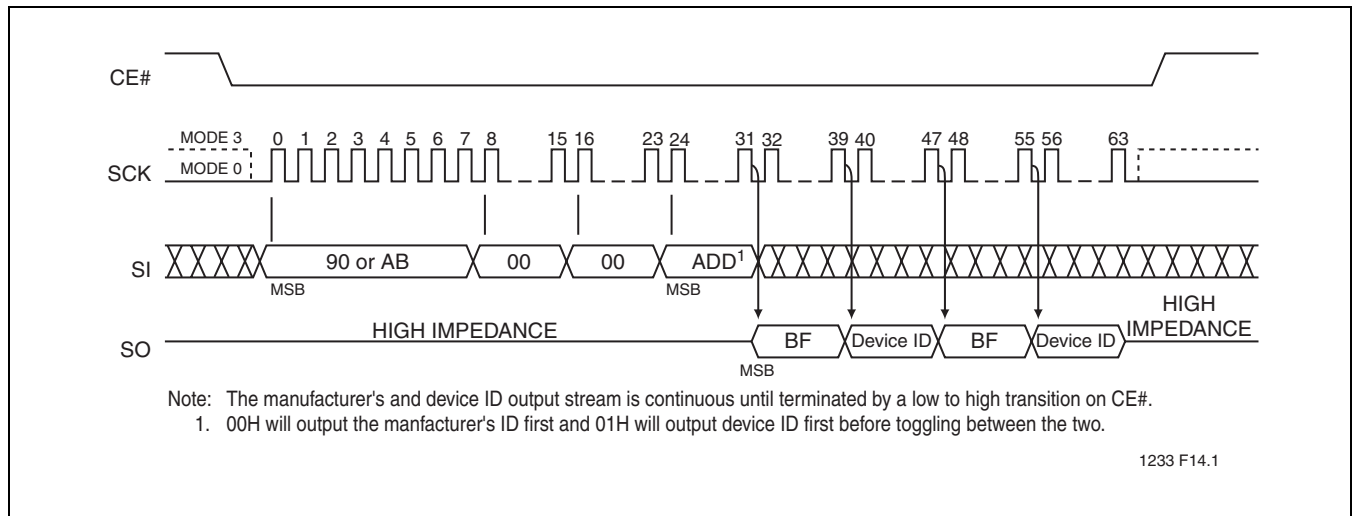 CE#
MODE 3 0 1 2 3 4 5 6 7 8 15 16 23 24 31 32 39 40 47 48 55 56 63
SCK MODE 0
SI 90 or AB 00 00 ADD1
MSB MSB
HIGH IMPEDANCE HIGH IMPEDANCE
SO BF Device ID BF Device ID
MSB
Note: The manufacturer's and device ID output stream is continuous until terminated by a low to high transition on CE#.
1. 00H will output the manfacturer's ID first and 01H will output device ID first before toggling between the two.
1233 F14.1